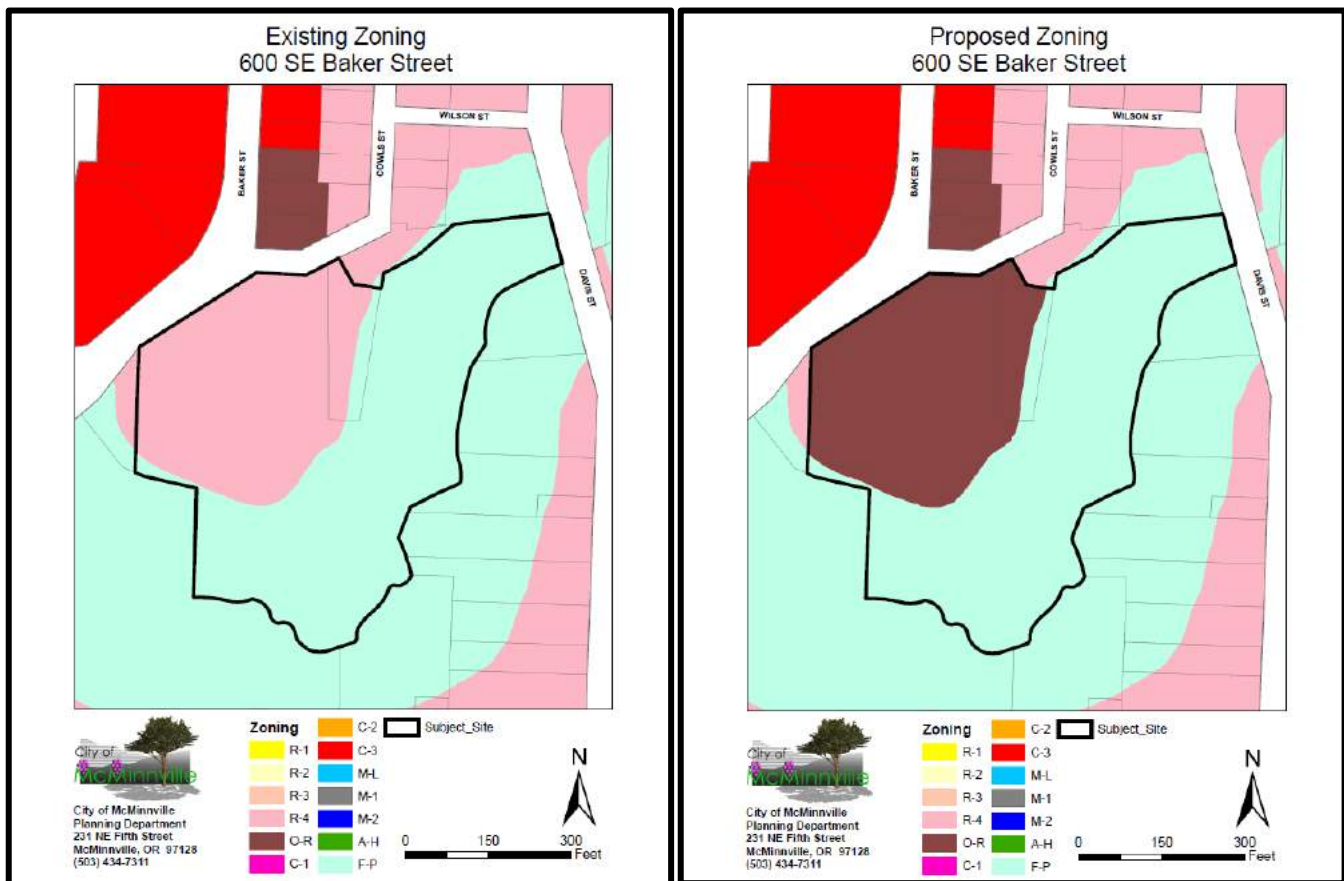 Existing Zoning
600 SE Baker Street
WILSON ST
COWLS ST
BAKER ST
DAVIS ST
City of
McMinnville
City of McMinnville
Planning Department
231 NE Fifth Street
McMinnville, OR 97128
(503) 434-7311
Zoning
R-1
R-2
R-3
R-4
O-R
C-1
C-2
C-3
M-L
M-1
M-2
A-H
F-P
Subject_Site
N
0 150 300
Feet
Proposed Zoning
600 SE Baker Street
WILSON ST
COWLS ST
BAKER ST
DAVIS ST
City of
McMinnville
City of McMinnville
Planning Department
231 NE Fifth Street
McMinnville, OR 97128
(503) 434-7311
Zoning
R-1
R-2
R-3
R-4
O-R
C-1
C-2
C-3
M-L
M-1
M-2
A-H
F-P
Subject_Site
N
0 150 300
Feet